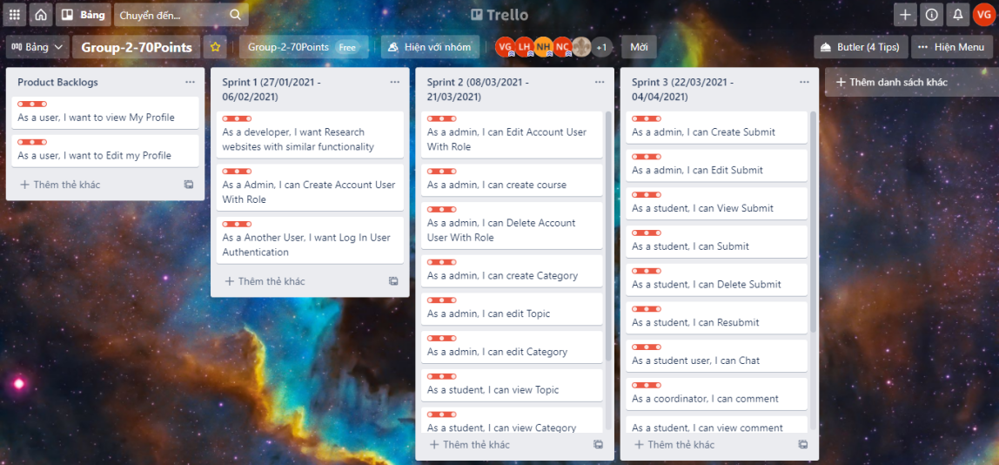 Bảng
Chuyển đến...
Trello
VG
Bảng
Group-2-70Points
Group-2-70Points Free
Hiện với nhóm
VG LH NH NC +1
Mời
Butler (4 Tips)
Hiện Menu
Product Backlogs
As a user, I want to view My Profile
As a user, I want to Edit my Profile
Thêm thẻ khác
Sprint 1 (27/01/2021 -
06/02/2021)
As a developer, I want Research
websites with similar functionality
As a Admin, I can Create Account User
With Role
As a Another User, I want Log In User
Authentication
Thêm thẻ khác
Sprint 2 (08/03/2021 -
21/03/2021)
As a admin, I can Edit Account User
With Role
As a admin, I can create course
As a admin, I can Delete Account
User With Role
As a admin, I can create Category
As a admin, I can edit Topic
As a admin, I can edit Category
As a student, I can view Topic
As a student, I can view Category
Thêm thẻ khác
Sprint 3 (22/03/2021 -
04/04/2021)
As a admin, I can Create Submit
As a admin, I can Edit Submit
As a student, I can View Submit
As a student, I can Submit
As a student, I can Delete Submit
As a student, I can Resubmit
As a student user, I can Chat
As a coordinator, I can comment
As a student, I can view comment
Thêm thẻ khác
Thêm danh sách khác